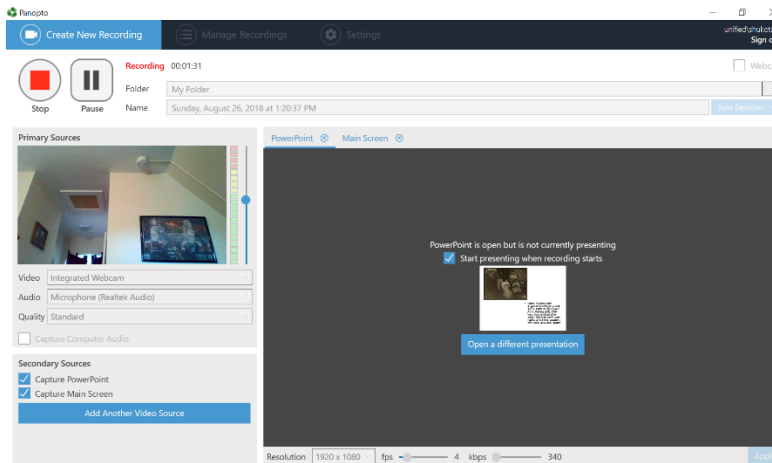 Panopto
Create New Recording
Manage Recordings
Settings
Sign
Recording 00:01:31
Folder My Folder
Name Sunday, August 26, 2018 at 1:20:37 PM
Join Session
Stop Pause
Primary Sources
PowerPoint Main Screen
PowerPoint is open but is not currently presenting
Start presenting when recording starts
Open a different presentation
Video Integrated Webcam
Audio Microphone (Realtek Audio)
Quality Standard
Capture Computer Audio
Secondary Sources
Capture PowerPoint
Capture Main Screen
Add Another Video Source
Resolution 1920 x 1080 fps 4 kbps 340